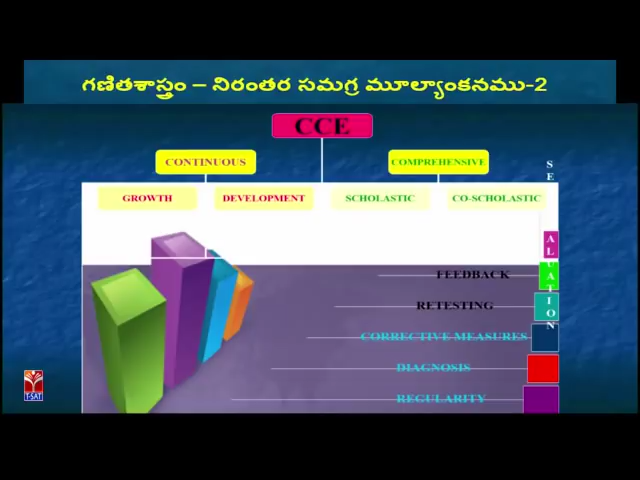 గణితశాస్త్రం – నిరంతర సమగ్ర మూల్యాంకనము-2
CCE
CONTINUOUS
COMPREHENSIVE
GROWTH
DEVELOPMENT
SCHOLASTIC
CO-SCHOLASTIC
FEEDBACK
RETESTING
CORRECTIVE MEASURES
DIAGNOSIS
REGULARITY
T-SAT